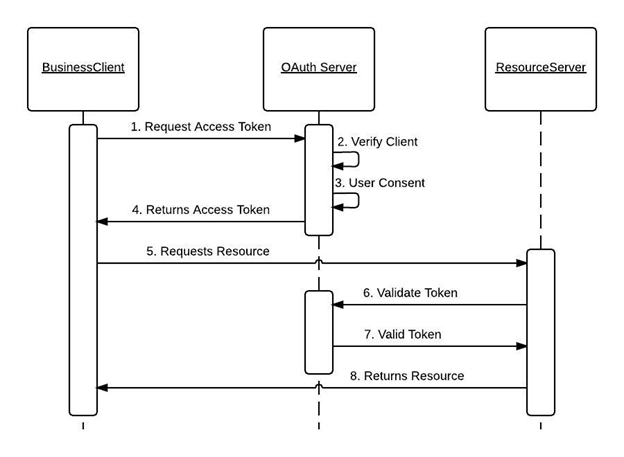 BusinessClient
OAuth Server
ResourceServer
1. Request Access Token
2. Verify Client
3. User Consent
4. Returns Access Token
5. Requests Resource
6. Validate Token
7. Valid Token
8. Returns Resource